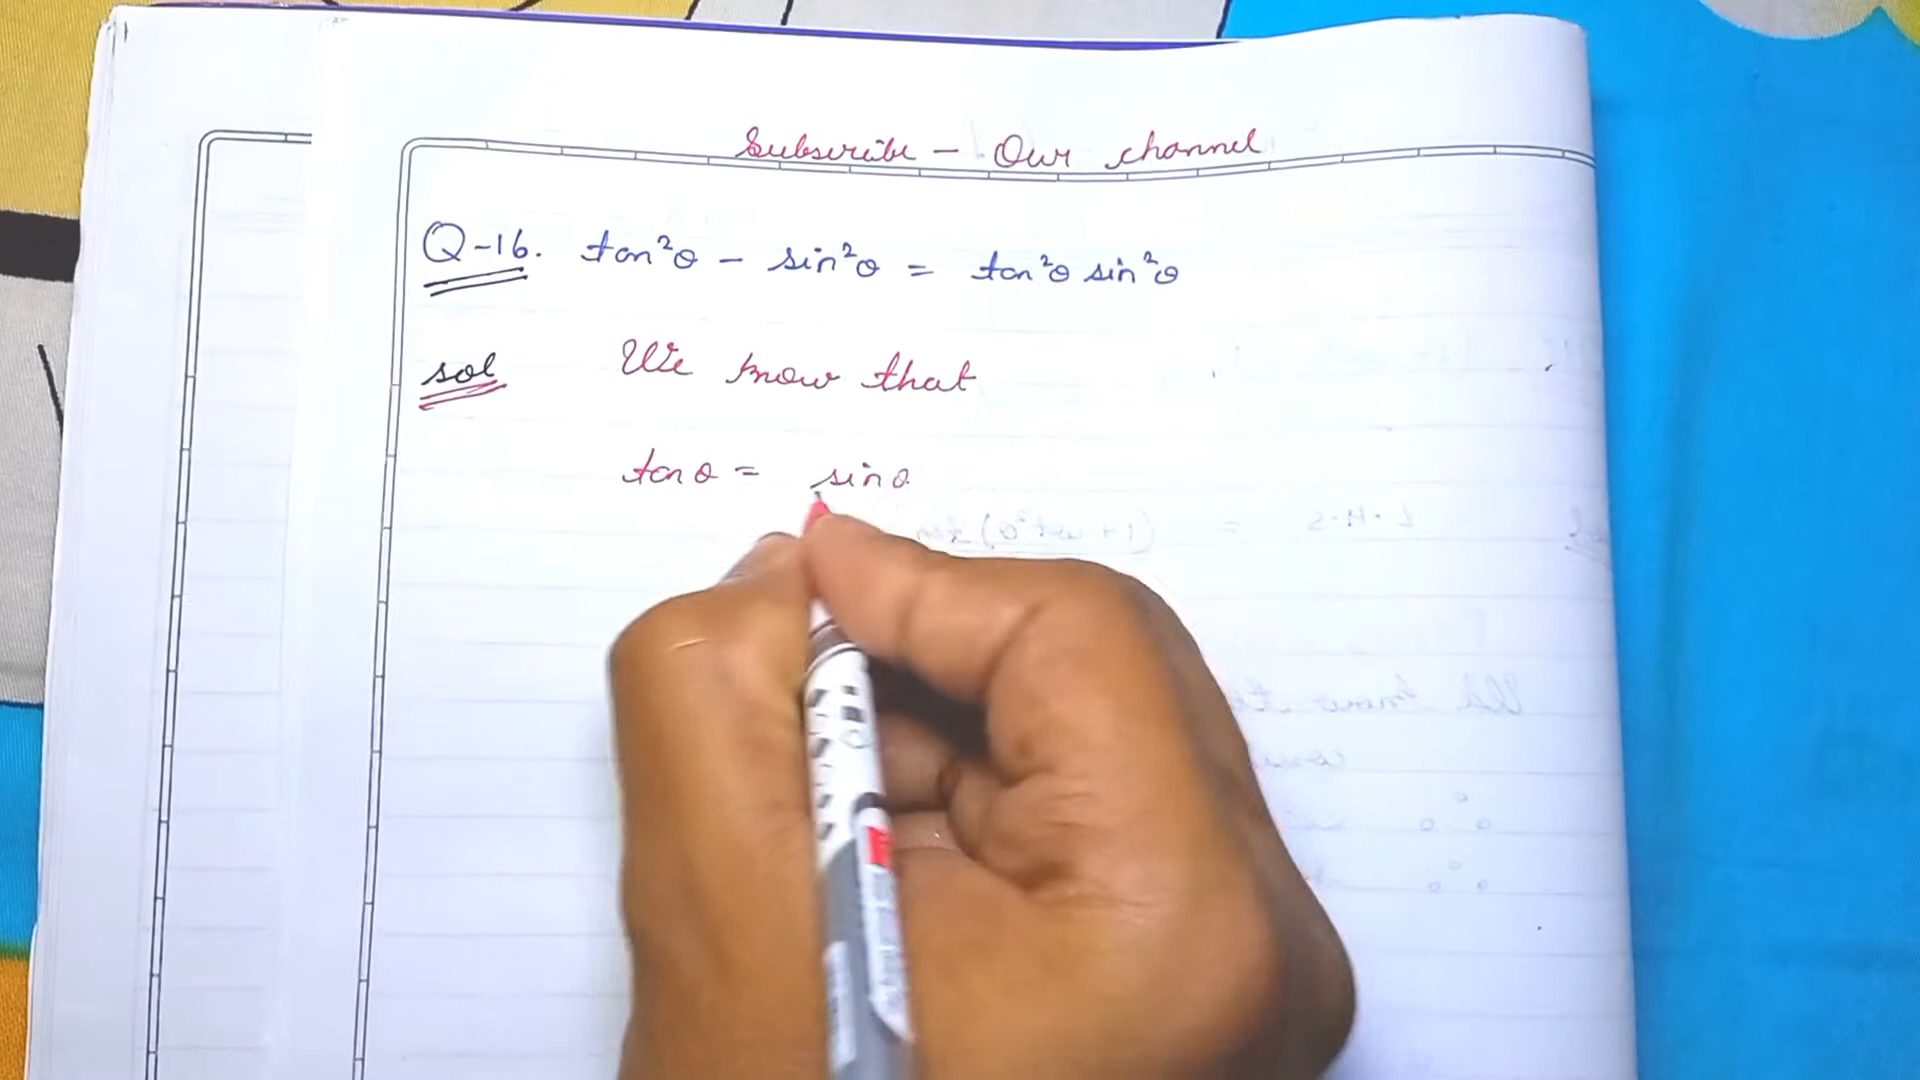 Subscribe - Our channel
Q-16. tan²θ - sin²θ = tan²θ sin²θ
sol We know that
tanθ = sinθ